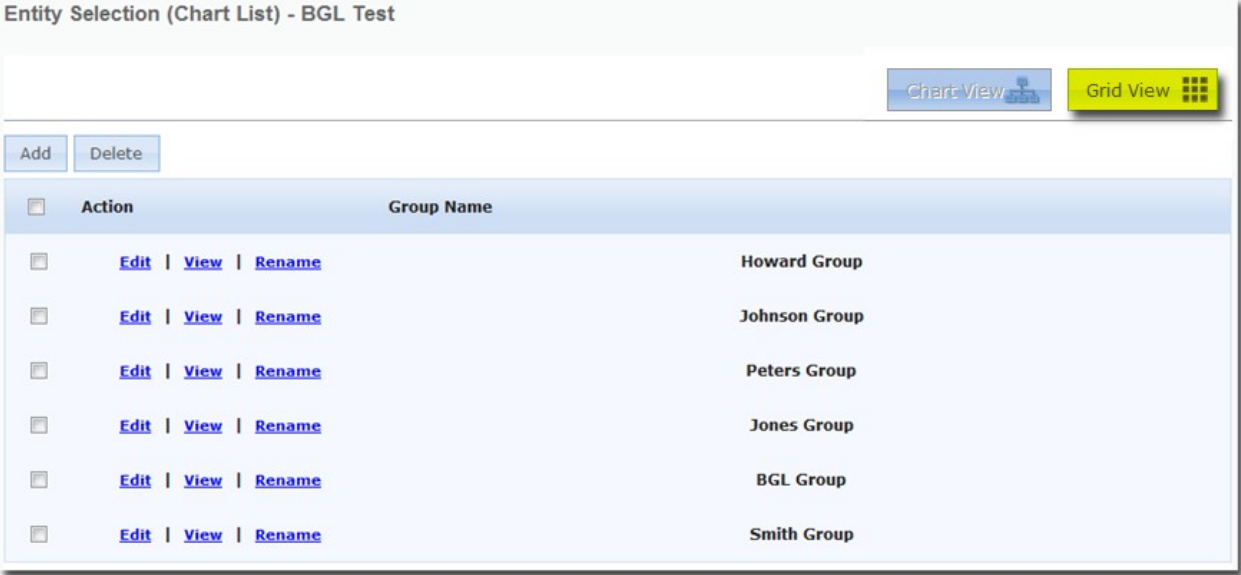 Entity Selection (Chart List) - BGL Test
Chart View Grid View
Add Delete
Action Group Name
Edit | View | Rename Howard Group
Edit | View | Rename Johnson Group
Edit | View | Rename Peters Group
Edit | View | Rename Jones Group
Edit | View | Rename BGL Group
Edit | View | Rename Smith Group